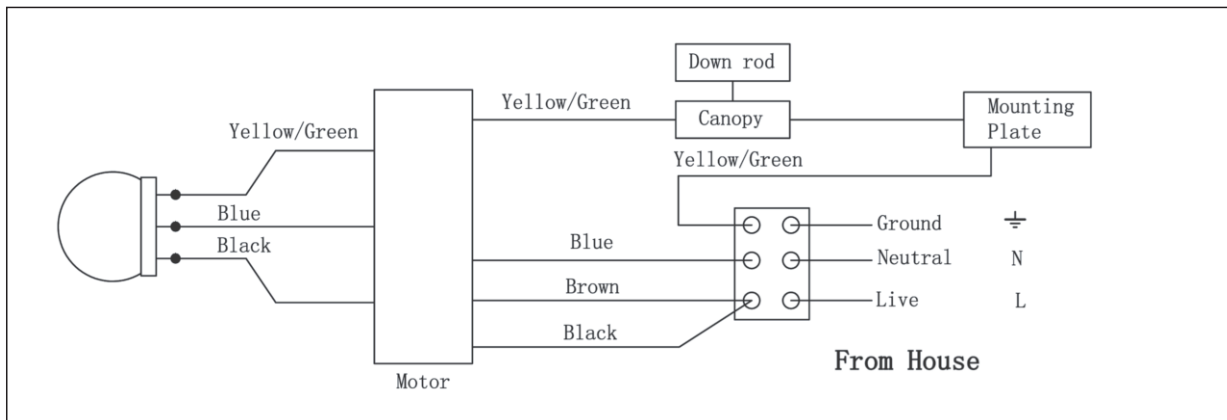 Down rod
Yellow/Green
Canopy
Mounting
Plate
Yellow/Green
Yellow/Green
Blue
Ground
Black
Blue
Neutral N
Brown
Live L
Black
From House
Motor